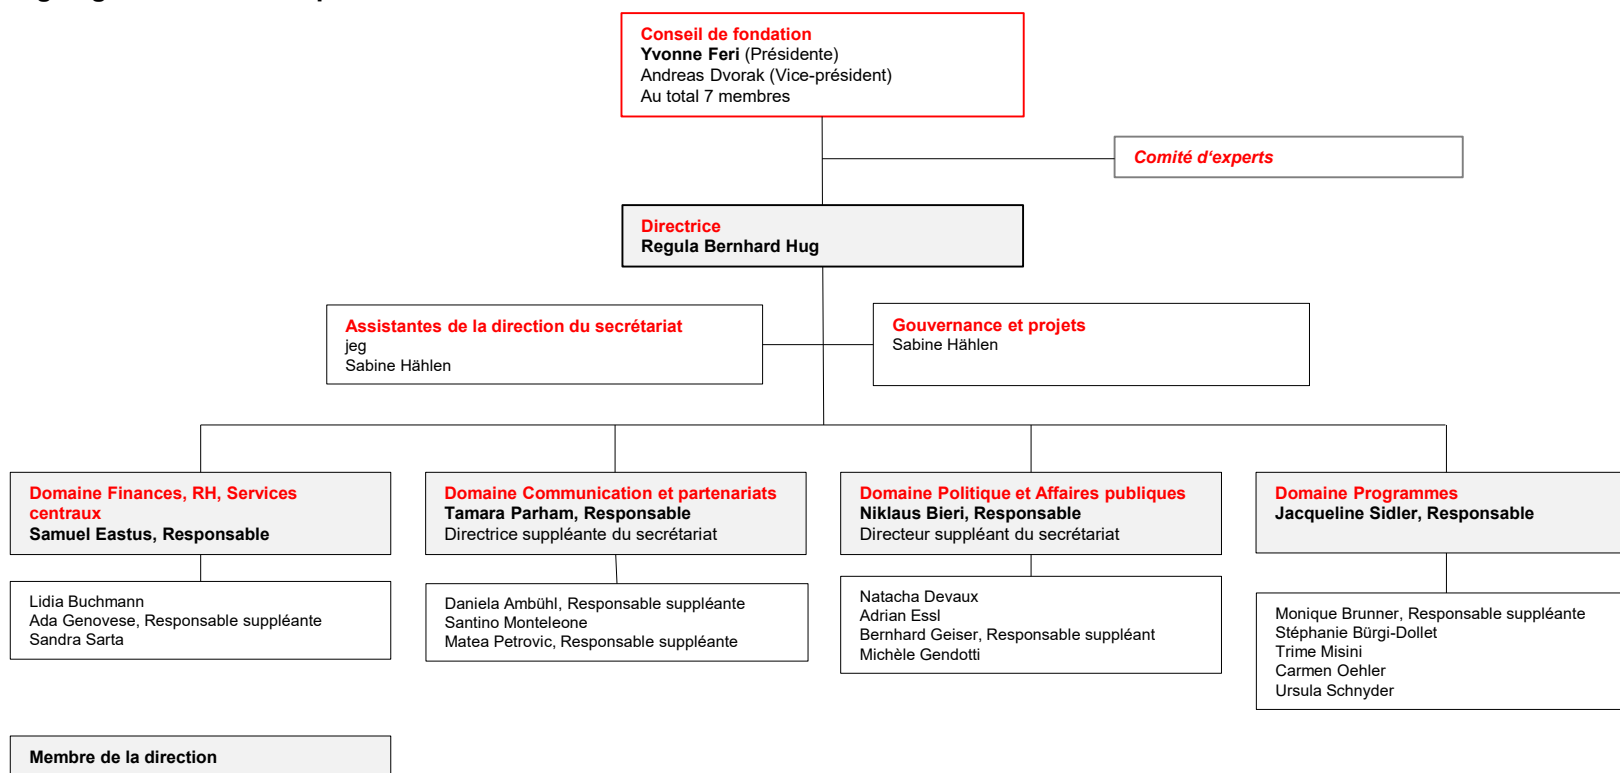 Conseil de fondation
Yvonne Feri (Présidente)
Andreas Dvorak (Vice-président)
Au total 7 membres
Comité d‘experts
Directrice
Regula Bernhard Hug
Assistantes de la direction du secrétariat
jeg
Sabine Hählen
Gouvernance et projets
Sabine Hählen
Domaine Finances, RH, Services
centraux
Samuel Eastus, Responsable
Domaine Communication et partenariats
Tamara Parham, Responsable
Directrice suppléante du secrétariat
Domaine Politique et Affaires publiques
Niklaus Bieri, Responsable
Directeur suppléant du secrétariat
Domaine Programmes
Jacqueline Sidler, Responsable
Lidia Buchmann
Ada Genovese, Responsable suppléante
Sandra Sarta
Daniela Ambühl, Responsable suppléante
Santino Monteleone
Matea Petrovic, Responsable suppléante
Natacha Devaux
Adrian Essl
Bernhard Geiser, Responsable suppléant
Michèle Gendotti
Monique Brunner, Responsable suppléante
Stéphanie Bürgi-Dollet
Trime Misini
Carmen Oehler
Ursula Schnyder
Membre de la direction